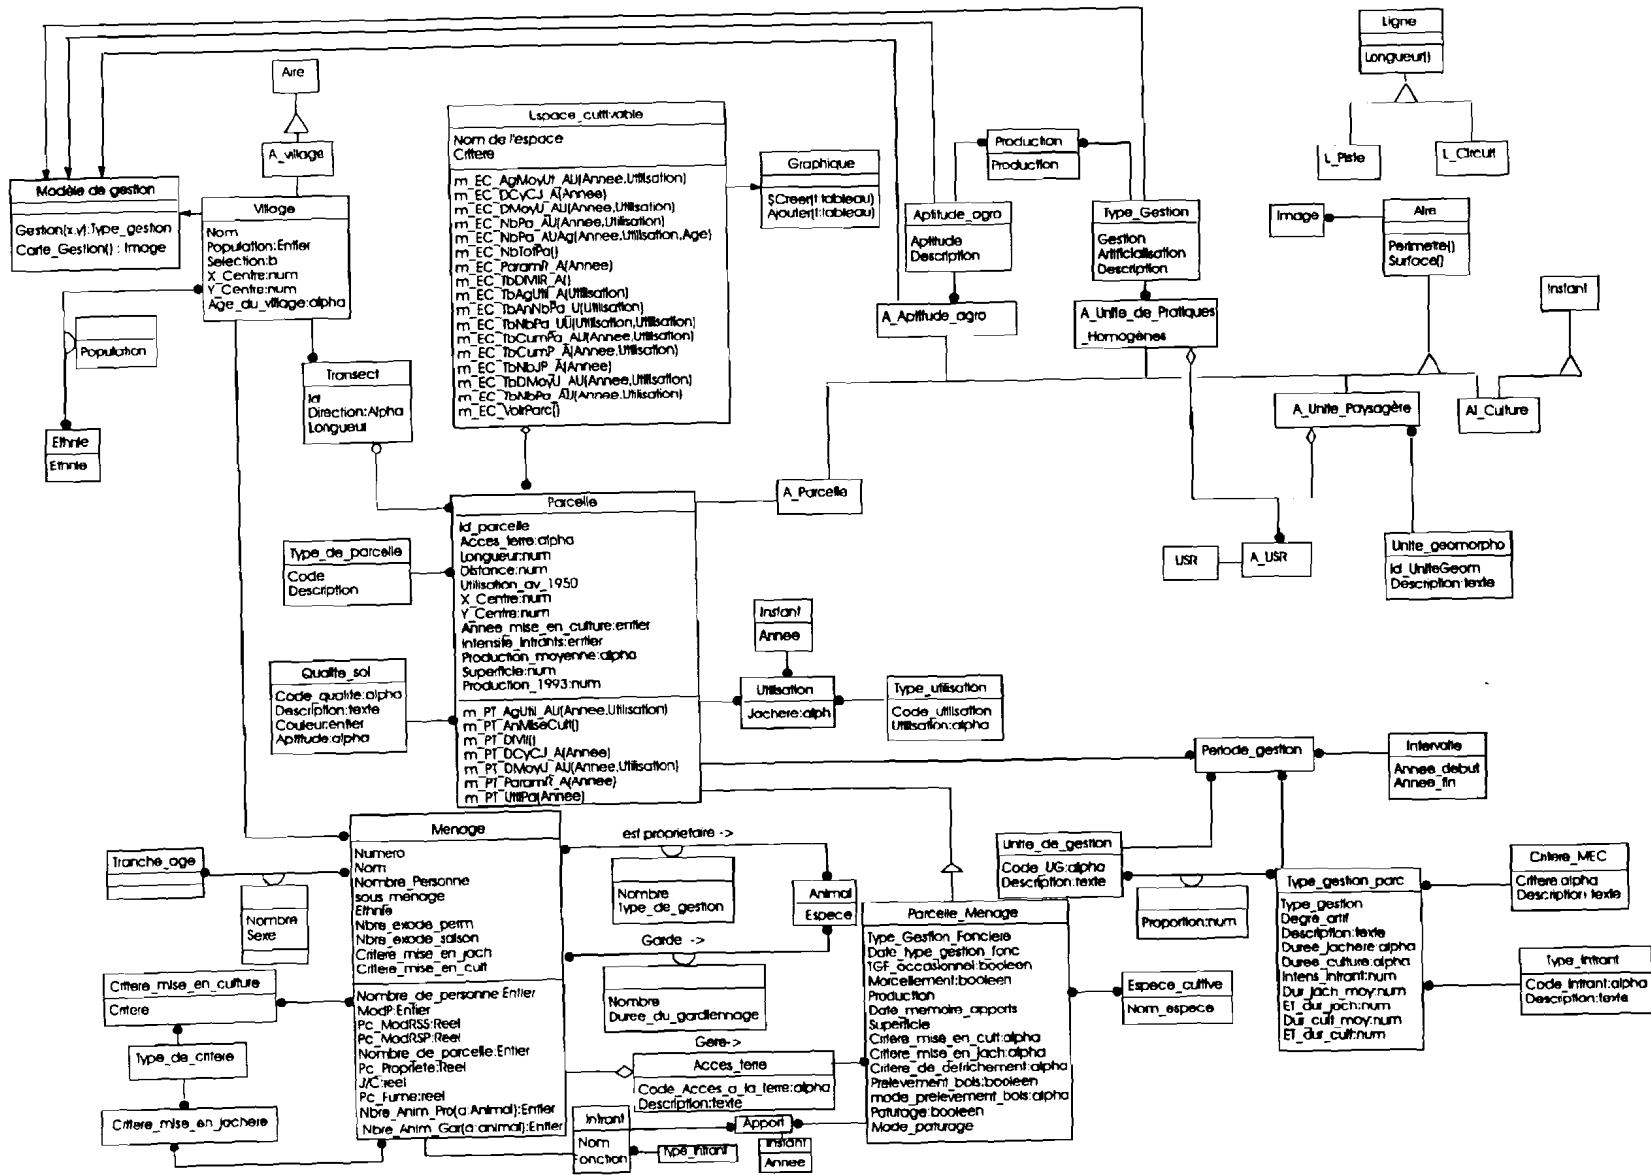 Ligne
Longueur()
L_Piste
L_Circuit
Aire
A_village
Modèle de gestion
Gestion(x,y):Type_gestion
Carte_Gestion() : Image
Village
Nom
Population:Entier
Selection:b
X_Centre:num
Y_Centre:num
Age_du_village:alpha
Population
Ethnie
Ethnie
Transect
Id
Direction:Alpha
Longueur
Espace_cultivable
Nom de l'espace
Critere
m_EC_AgMoyUt_AU(Annee,Utilisation)
m_EC_DCyCJ_A(Annee)
m_EC_DMoyU_AU(Annee,Utilisation)
m_EC_NbPa_AU(Annee,Utilisation)
m_EC_NbPa_AUAg(Annee,Utilisation,Age)
m_EC_NbTotPa()
m_EC_ParamR_A(Annee)
m_EC_TbDMIR_A()
m_EC_TbAgUtil_A(Utilisation)
m_EC_TbAnNbPa_U(Utilisation)
m_EC_TbNbPa_UU(Utilisation,Utilisation)
m_EC_TbCumPa_AU(Annee,Utilisation)
m_EC_TbCumP_A(Annee,Utilisation)
m_EC_TbNbJP_A(Annee)
m_EC_TbDMoyU_AU(Annee,Utilisation)
m_EC_TbNbPa_AU(Annee,Utilisation)
m_EC_VoirParc()
Graphique
$Creer(t:tableau)
Ajouter(t:tableau)
Production
Production
Aptitude_agro
Aptitude
Description
A_Aptitude_agro
Type_Gestion
Gestion
Artificialisation
Description
A_Unite_de_Pratiques
_Homogènes
Image
Aire
Perimetre()
Surface()
Instant
A_Unite_Paysagère
AI_Culture
A_Parcelle
USR
A_USR
Unite_geomorpho
Id_UniteGeom
Description:texte
Parcelle
Id_parcelle
Acces_terre:alpha
Longueur:num
Distance:num
Utilisation_av_1950
X_Centre:num
Y_Centre:num
Annee_mise_en_culture:entier
Intensite_Intrants:entier
Production_moyenne:alpha
Superficie:num
Production_1993:num
m_PT_AgUtil_AU(Annee,Utilisation)
m_PT_AnMiseCult()
m_PT_DMI()
m_PT_DCyCJ_A(Annee)
m_PT_DMoyU_AU(Annee,Utilisation)
m_PT_ParamR_A(Annee)
m_PT_UtilPa(Annee)
Type_de_parcelle
Code
Description
Qualite_sol
Code_qualite:alpha
Description:texte
Couleur:entier
Aptitude:alpha
Instant
Annee
Utilisation
Jachere:alph
Type_utilisation
Code_utilisation
Utilisation:alpha
Periode_gestion
Intervalle
Annee_debut
Annee_fin
Menage
Numero
Nom
Nombre_Personne
sous_menage
Ethnie
Nbre_exode_perm
Nbre_exode_saison
Critere_mise_en_jach
Critere_mise_en_cult
Nombre_de_personne:Entier
ModP:Entier
Pc_ModRSS:Reel
Pc_ModRSP:Reel
Nombre_de_parcelle:Entier
Pc_Propriete:Reel
J/C:reel
Pc_Fume:reel
Nbre_Anim_Pro(a:Animal):Entier
Nbre_Anim_Gar(a:animal):Entier
Tranche_age
Nombre
Sexe
Critere_mise_en_culture
Critere
Type_de_critere
Critere_mise_en_jachere
est proprietaire ->
Nombre
Type_de_gestion
Animal
Espece
Garde ->
Nombre
Duree_du_gardiennage
Gere->
Acces_terre
Code_Acces_a_la_terre:alpha
Description:texte
Intrant
Nom
Fonction
Type_Intrant
Apport
Instant
Annee
Parcelle_Menage
Type_Gestion_Fonciere
Date_type_gestion_fonc
TGF_occasionnel:booleen
Morcellement:booleen
Production
Date_memoire_apports
Superficie
Critere_mise_en_cult:alpha
Critere_mise_en_jach:alpha
Critere_de_defrichement:alpha
Prelevement_bois:booleen
mode_prelevement_bois:alpha
Paturage:booleen
Mode_paturage
Espece_cultive
Nom_espece
Unite_de_gestion
Code_UG:alpha
Description:texte
Proportion:num
Type_gestion_parc
Type_gestion
Degre_artif
Description:texte
Duree_jachere:alpha
Duree_culture:alpha
Intens_intrant:num
Dur_jach_moy:num
ET_dur_jach:num
Dur_cult_moy:num
ET_dur_cult:num
Critere_MEC
Critere:alpha
Description:texte
Type_Intrant
Code_Intrant:alpha
Description:texte